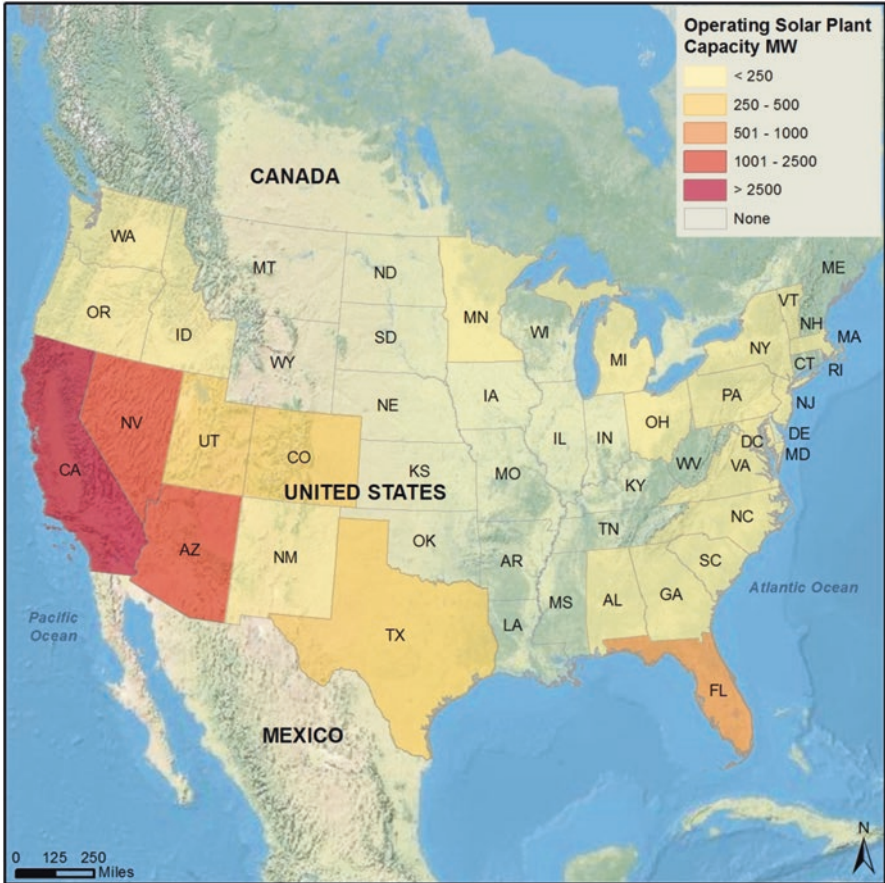 Operating Solar Plant
Capacity MW
< 250
250 - 500
501 - 1000
1001 - 2500
> 2500
None
CANADA
WA
MT
ND
ME
OR
ID
MN
VT
NH
MA
WI
SD
NY
WY
MI
CT
RI
IA
PA
NJ
NE
NV
OH
DE
UT
IL
IN
DC
MD
CO
CA
KS
MO
WV
VA
UNITED STATES
KY
NC
TN
AZ
OK
NM
AR
SC
MS
AL
GA
Atlantic Ocean
Pacific
Ocean
LA
TX
FL
MEXICO
N
0 125 250
Miles